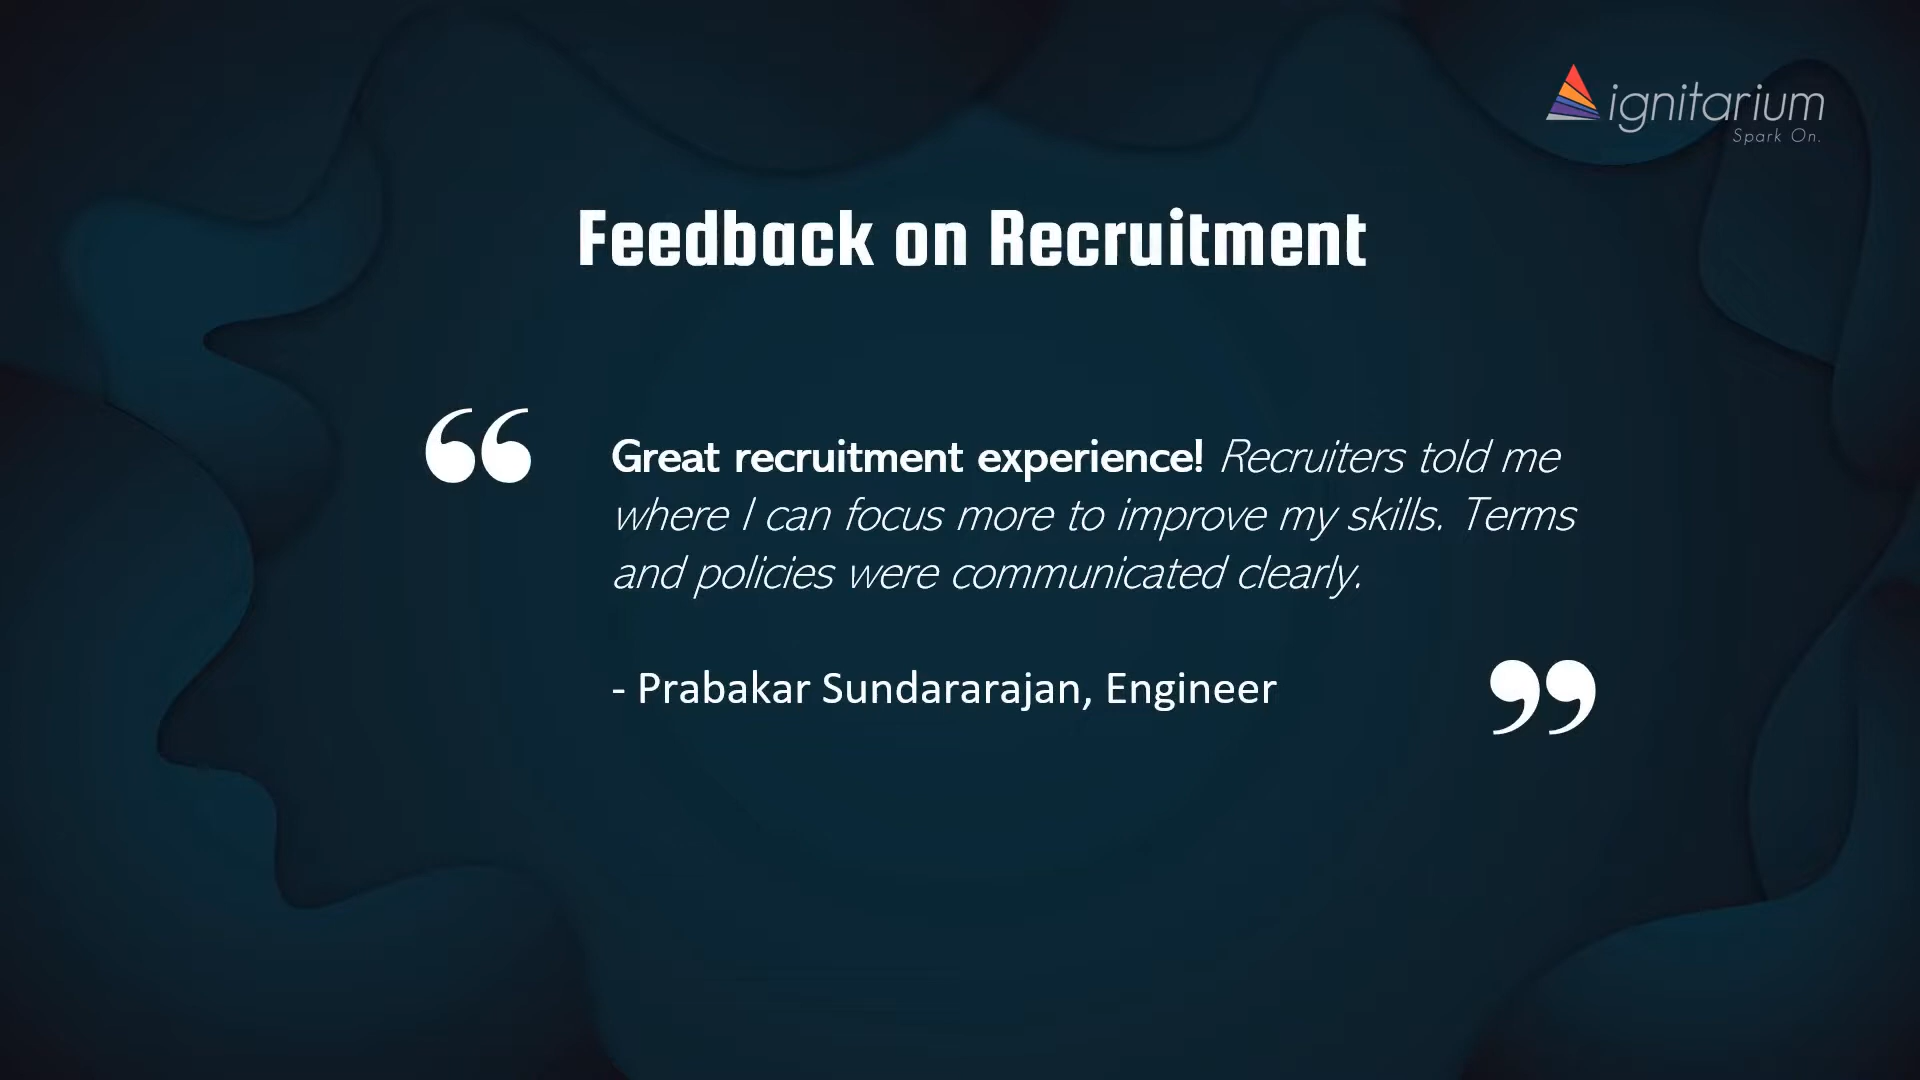 ignitarium
Spark On.
Feedback on Recruitment
“
Great recruitment experience! Recruiters told me
where I can focus more to improve my skills. Terms
and policies were communicated clearly.
- Prabakar Sundararajan, Engineer
”